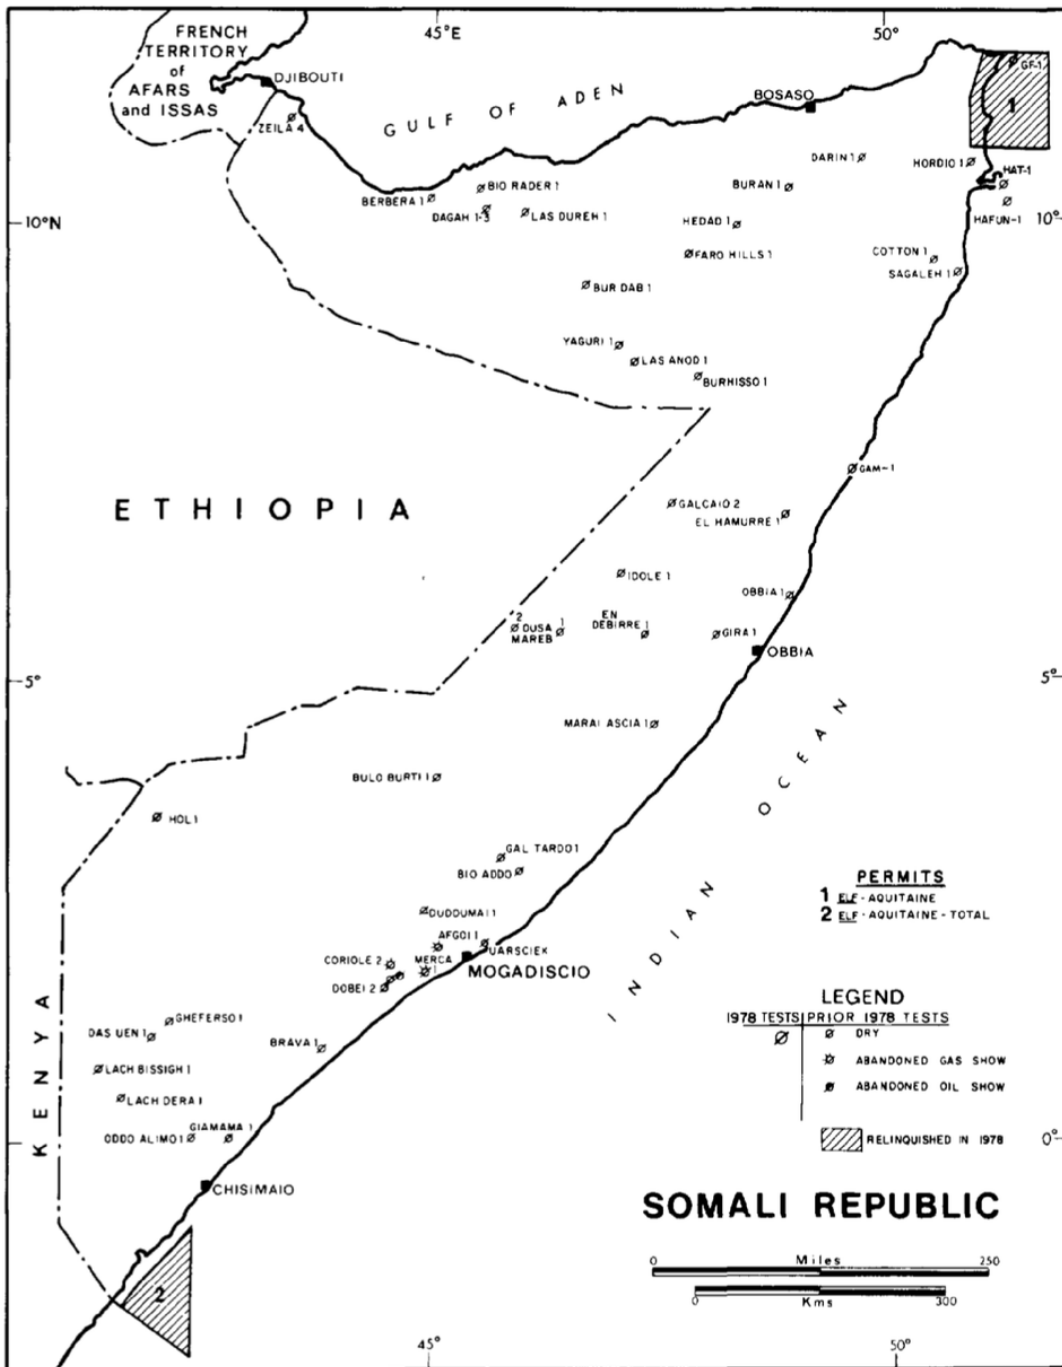 45°E
50°
FRENCH
TERRITORY
of
AFARS
and ISSAS
DJIBOUTI
ZEILA 4
GULF OF ADEN
BOSASO
GF-1
1
DARIN 1
HORDIO 1
HAT-1
BURAN 1
HAFUN-1
BIO RADER 1
BERBERA 1
DAGAH 1-3
LAS DUREH 1
10°N
10°
HEDAD 1
FARO HILLS 1
COTTON 1
SAGALEH 1
BUR DAB 1
YAGURI 1
LAS ANOD 1
BURHISSO 1
ETHIOPIA
GAM-1
GALCAIO 2
EL HAMURRE 1
IDOLE 1
OBBIA 1
2
DUSA
MAREB
1
EN
DEBIRRE 1
GIRA 1
OBBIA
5°
5°
MARAI ASCIA 1
INDIAN OCEAN
BULO BURTI 1
HOL 1
GAL TARDO 1
BIO ADDO
DUDDUMAI 1
AFGOI 1
UARSCIEK
CORIOLE 2
MERCA
1
MOGADISCIO
DOBEI 2
GHEFERSO 1
DAS UEN 1
BRAVA 1
LACH BISSIGH 1
LACH DERA 1
GIAMAMA 1
ODDO ALIMO 1
KENYA
CHISIMAIO
2
PERMITS
1 ELF-AQUITAINE
2 ELF-AQUITAINE-TOTAL
LEGEND
1978 TESTS PRIOR 1978 TESTS
DRY
ABANDONED GAS SHOW
ABANDONED OIL SHOW
RELINQUISHED IN 1978
0°
SOMALI REPUBLIC
0 Miles 250
0 Kms 300
45°
50°